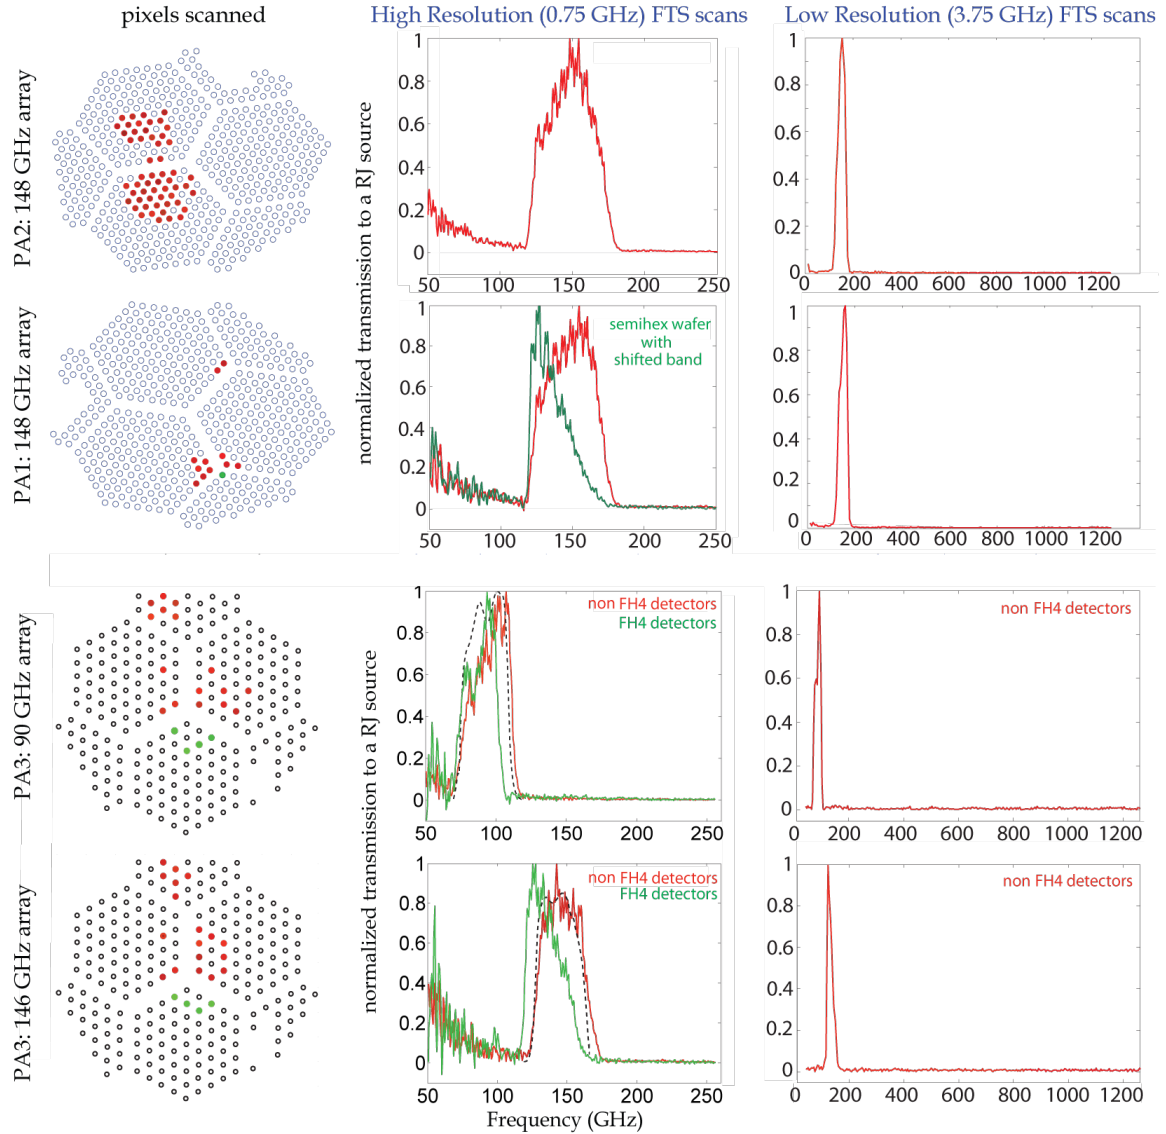 pixels scanned
High Resolution (0.75 GHz) FTS scans
Low Resolution (3.75 GHz) FTS scans
PA2: 148 GHz array
normalized transmission to a RJ source
1
0.8
0.6
0.4
0.2
0
50 100 150 200 250
1
0.8
0.6
0.4
0.2
0
0 200 400 600 800 1000 1200
PA1: 148 GHz array
1
0.8
0.6
0.4
0.2
0
50 100 150 200 250
semihex wafer
with
shifted band
1
0.8
0.6
0.4
0.2
0
0 200 400 600 800 1000 1200
PA3: 90 GHz array
normalized transmission to a RJ source
1
0.8
0.6
0.4
0.2
0
50 100 150 200 250
non FH4 detectors
FH4 detectors
1
0.8
0.6
0.4
0.2
0
0 200 400 600 800 1000 1200
non FH4 detectors
PA3: 146 GHz array
1
0.8
0.6
0.4
0.2
0
50 100 150 200 250
non FH4 detectors
FH4 detectors
Frequency (GHz)
1
0.8
0.6
0.4
0.2
0
0 200 400 600 800 1000 1200
non FH4 detectors